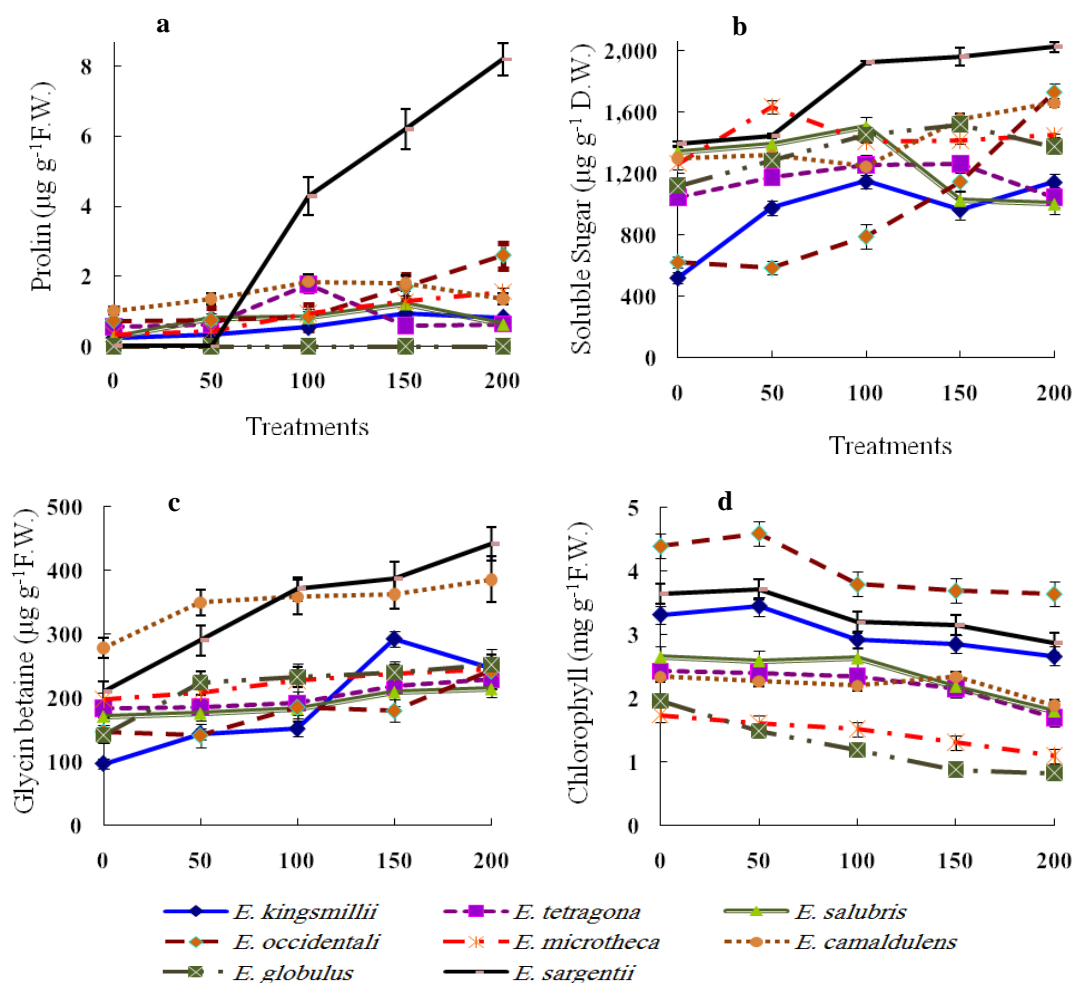 a
Prolin (µg g⁻¹F.W.)
8
6
4
2
0
0 50 100 150 200
Treatments
b
Soluble Sugar (µg g⁻¹ D.W.)
2,000
1,600
1,200
800
400
0
0 50 100 150 200
Treatments
c
Glycin betaine (µg g⁻¹F.W.)
500
400
300
200
100
0
0 50 100 150 200
d
Chlorophyll (mg g⁻¹F.W.)
5
4
3
2
1
0
0 50 100 150 200
E. kingsmillii E. tetragona E. salubris
E. occidentali E. microtheca E. camaldulens
E. globulus E. sargentii